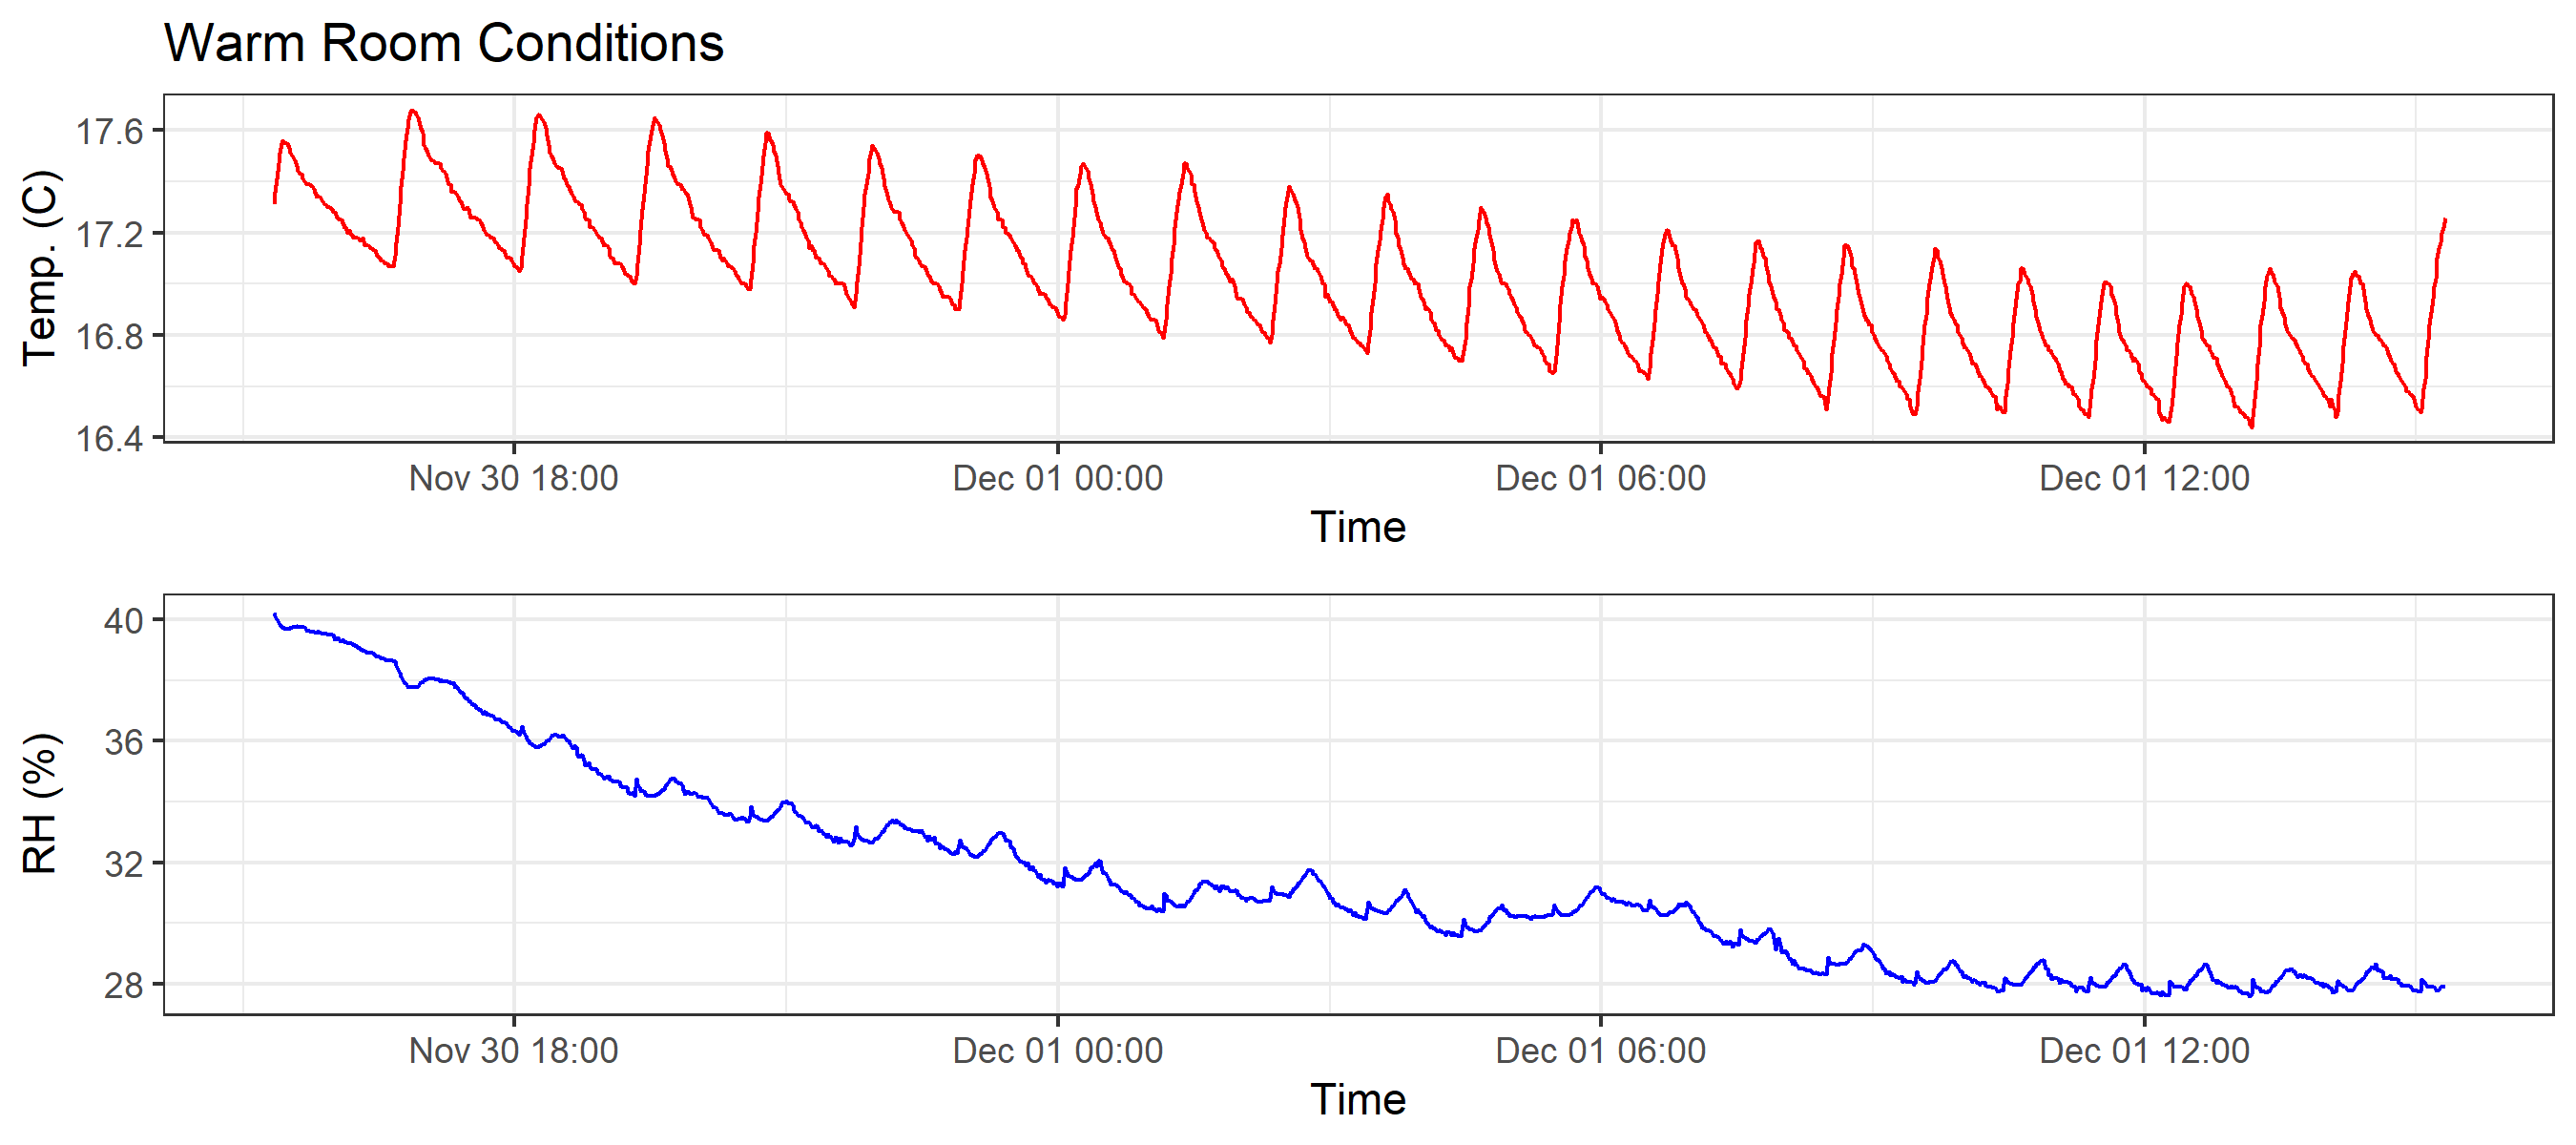 Warm Room Conditions
Temp. (C)
17.6
17.2
16.8
16.4
Nov 30 18:00 Dec 01 00:00 Dec 01 06:00 Dec 01 12:00
Time
RH (%)
40
36
32
28
Nov 30 18:00 Dec 01 00:00 Dec 01 06:00 Dec 01 12:00
Time